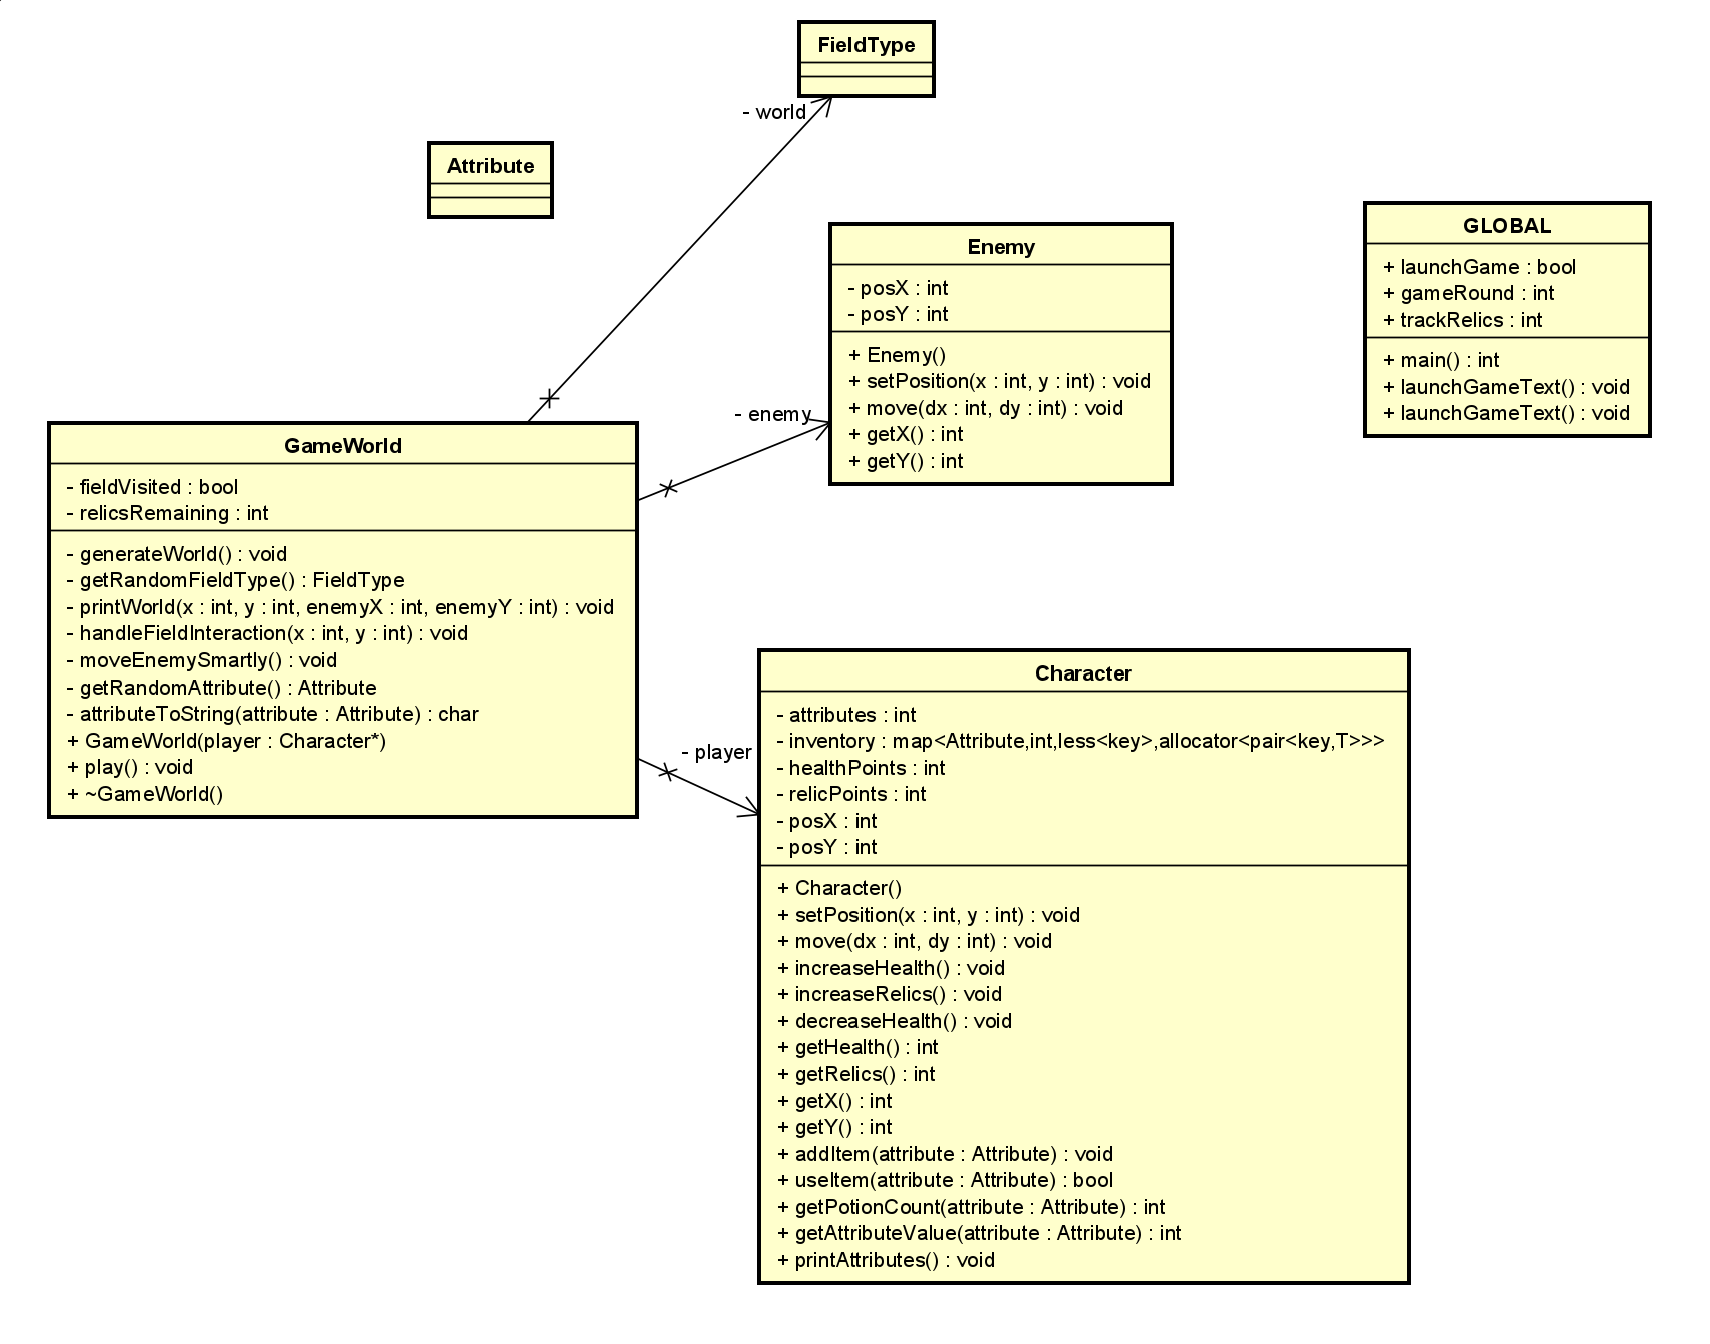 FieldType
- world
Attribute
Enemy
- posX : int
- posY : int
+ Enemy()
+ setPosition(x : int, y : int) : void
+ move(dx : int, dy : int) : void
+ getX() : int
+ getY() : int
GLOBAL
+ launchGame : bool
+ gameRound : int
+ trackRelics : int
+ main() : int
+ launchGameText() : void
+ launchGameText() : void
- enemy
GameWorld
- fieldVisited : bool
- relicsRemaining : int
- generateWorld() : void
- getRandomFieldType() : FieldType
- printWorld(x : int, y : int, enemyX : int, enemyY : int) : void
- handleFieldInteraction(x : int, y : int) : void
- moveEnemySmartly() : void
- getRandomAttribute() : Attribute
- attributeToString(attribute : Attribute) : char
+ GameWorld(player : Character*)
+ play() : void
+ ~GameWorld()
- player
Character
- attributes : int
- inventory : map<Attribute,int,less<key>,allocator<pair<key,T>>>
- healthPoints : int
- relicPoints : int
- posX : int
- posY : int
+ Character()
+ setPosition(x : int, y : int) : void
+ move(dx : int, dy : int) : void
+ increaseHealth() : void
+ increaseRelics() : void
+ decreaseHealth() : void
+ getHealth() : int
+ getRelics() : int
+ getX() : int
+ getY() : int
+ addItem(attribute : Attribute) : void
+ useItem(attribute : Attribute) : bool
+ getPotionCount(attribute : Attribute) : int
+ getAttributeValue(attribute : Attribute) : int
+ printAttributes() : void